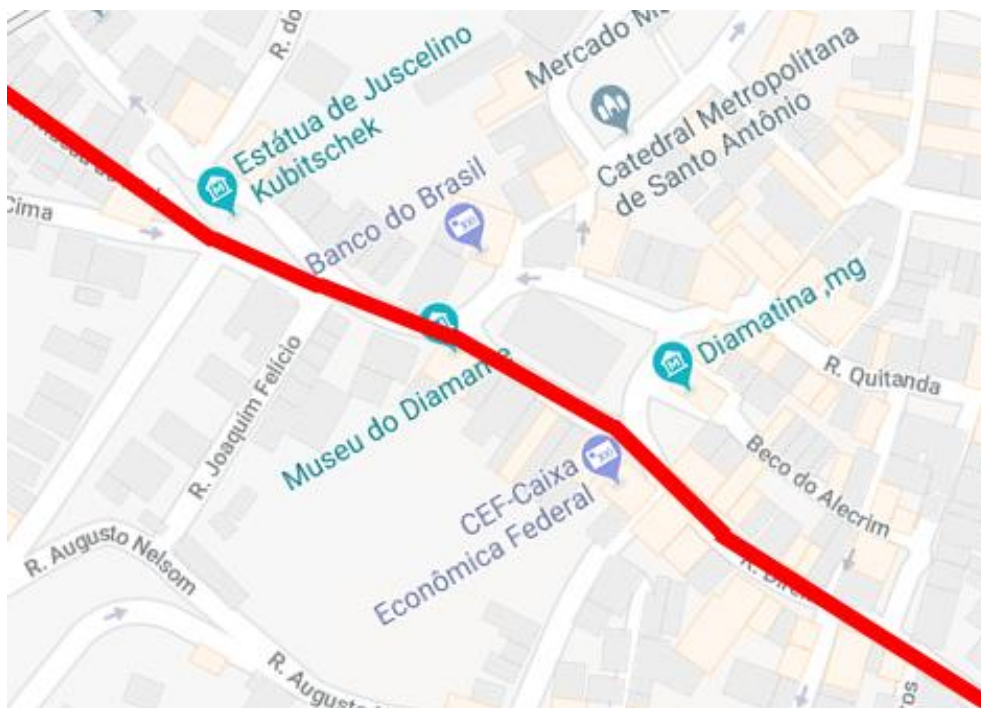 Estátua de Juscelino
Kubitschek
Mercado
Catedral Metropolitana
de Santo Antônio
Cima
Banco do Brasil
Diamatina ,mg
R. Quitanda
R. Joaquim Felício
Museu do Diamante
CEF-Caixa
Econômica Federal
Beco do Alecrim
R. Augusto Nelsom
R. Augusto